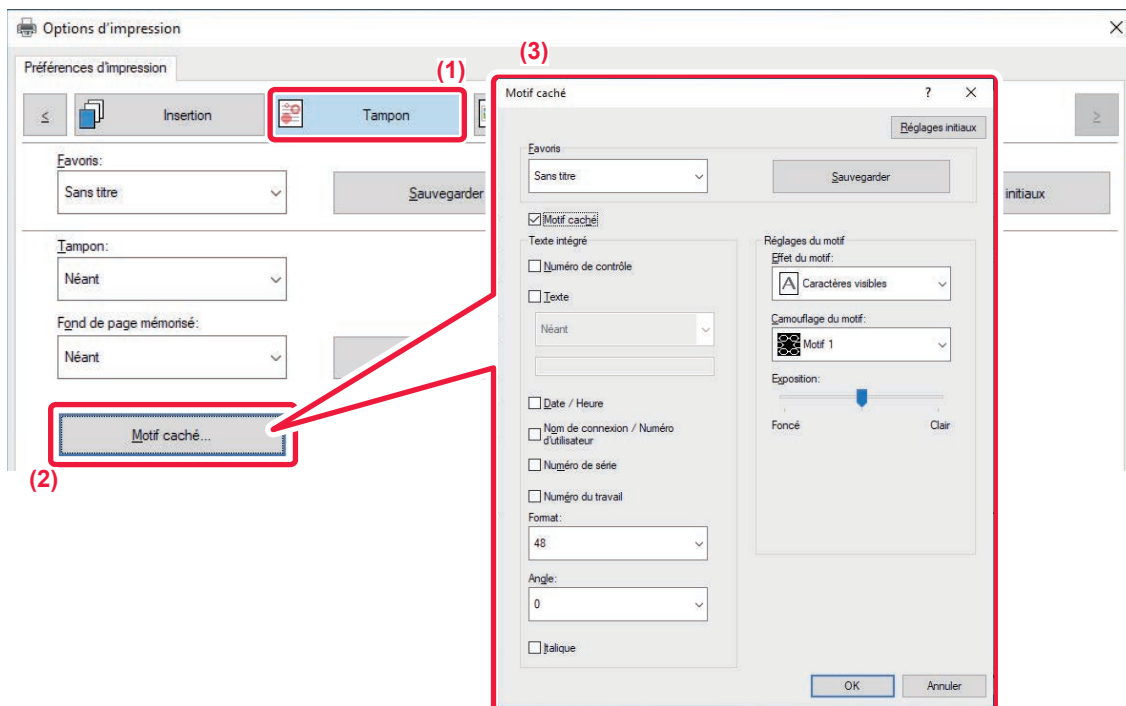 Options d'impression
Préférences d'impression
(1)
(3)
<
Insertion
Tampon
>
Favoris:
Sans titre
Sauvegarder
initiaux
Tampon:
Néant
Fond de page mémorisé:
Néant
Motif caché...
(2)
Motif caché
?
Réglages initiaux
Favoris
Sans titre
Sauvegarder
Motif caché
Texte intégré
Numéro de contrôle
Texte
Néant
Date / Heure
Nom de connexion / Numéro
d'utilisateur
Numéro de série
Numéro du travail
Format:
48
Angle:
0
Italique
Réglages du motif
Effet du motif:
A Caractères visibles
Camouflage du motif:
Motif 1
Exposition:
Foncé Clair
OK Annuler